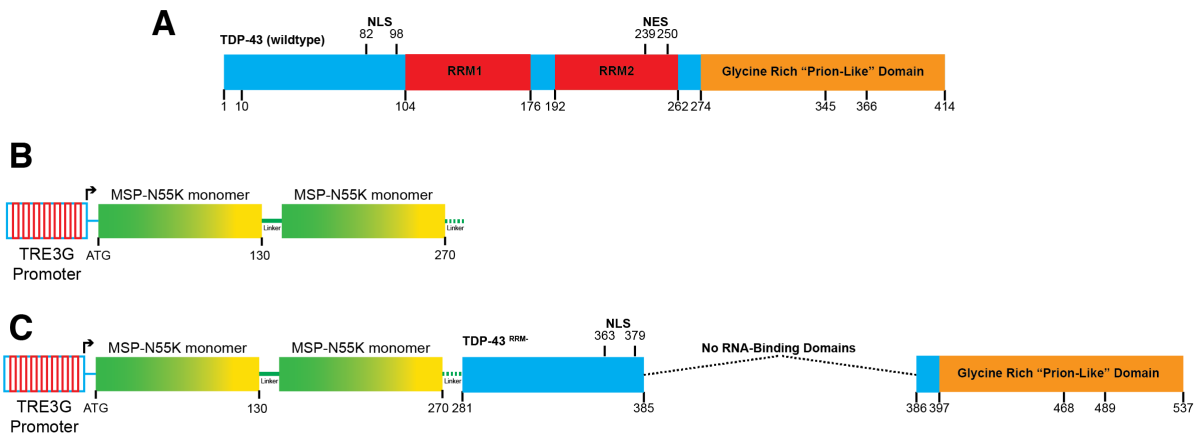 A
TDP-43 (wildtype)
NLS
82 98
NES
239 250
RRM1
RRM2
Glycine Rich “Prion-Like” Domain
1 10 104 176 192 262 274 345 366 414
B
MSP-N55K monomer
MSP-N55K monomer
Linker
Linker
TRE3G
Promoter
ATG
130
270
C
MSP-N55K monomer
MSP-N55K monomer
TDP-43 RRM-
NLS
363 379
No RNA-Binding Domains
Glycine Rich “Prion-Like” Domain
Linker
Linker
TRE3G
Promoter
ATG
130
270 281 385 386 397 468 489 537